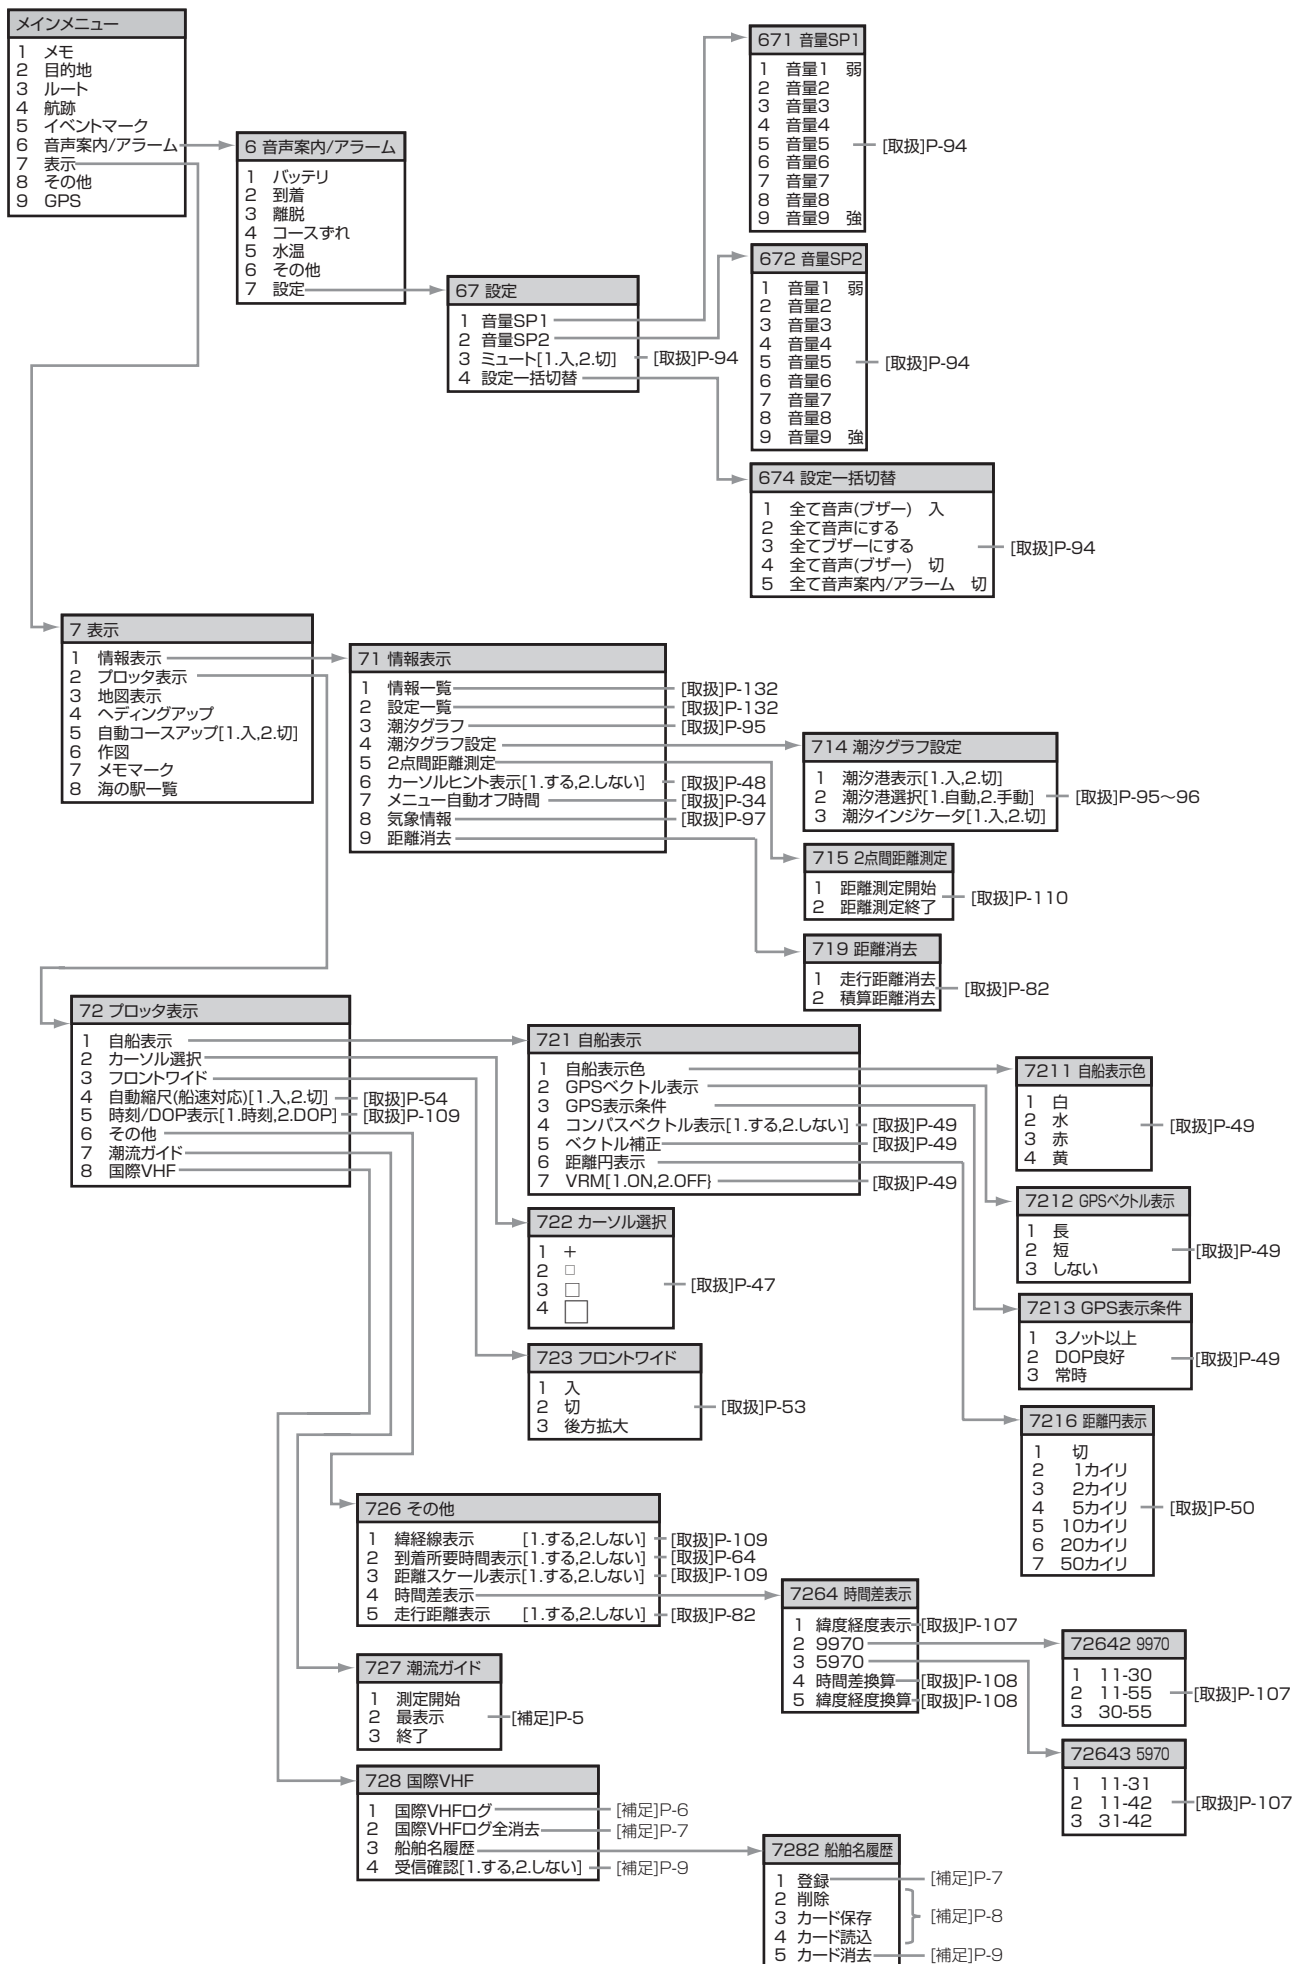 メインメニュー
1 メモ
2 目的地
3 ルート
4 航跡
5 イベントマーク
6 音声案内/アラーム
7 表示
8 その他
9 GPS
6 音声案内/アラーム
1 バッテリ
2 到着
3 離脱
4 コースずれ
5 水温
6 その他
7 設定
67 設定
1 音量SP1
2 音量SP2
3 ミュート[1.入,2.切] [取扱]P-94
4 設定一括切替
671 音量SP1
1 音量1 弱
2 音量2
3 音量3
4 音量4
5 音量5
6 音量6
7 音量7
8 音量8
9 音量9 強
[取扱]P-94
672 音量SP2
1 音量1 弱
2 音量2
3 音量3
4 音量4
5 音量5
6 音量6
7 音量7
8 音量8
9 音量9 強
[取扱]P-94
674 設定一括切替
1 全て音声(ブザー) 入
2 全て音声にする
3 全てブザーにする
4 全て音声(ブザー) 切
5 全て音声案内/アラーム 切
[取扱]P-94
7 表示
1 情報表示
2 プロッタ表示
3 地図表示
4 ヘディングアップ
5 自動コースアップ[1.入,2.切]
6 作図
7 メモマーク
8 海の駅一覧
71 情報表示
1 情報一覧 [取扱]P-132
2 設定一覧 [取扱]P-132
3 潮汐グラフ [取扱]P-95
4 潮汐グラフ設定
5 2点間距離測定
6 カーソルヒント表示[1.する,2.しない] [取扱]P-48
7 メニュー自動オフ時間 [取扱]P-34
8 気象情報 [取扱]P-97
9 距離消去
714 潮汐グラフ設定
1 潮汐港表示[1.入,2.切]
2 潮汐港選択[1.自動,2.手動]
3 潮汐インジケータ[1.入,2.切]
[取扱]P-95〜96
715 2点間距離測定
1 距離測定開始
2 距離測定終了
[取扱]P-110
719 距離消去
1 走行距離消去
2 積算距離消去
[取扱]P-82
72 プロッタ表示
1 自船表示
2 カーソル選択
3 フロントワイド
4 自動縮尺(船速対応)[1.入,2.切] [取扱]P-54
5 時刻/DOP表示[1.時刻,2.DOP] [取扱]P-109
6 その他
7 潮流ガイド
8 国際VHF
721 自船表示
1 自船表示色
2 GPSベクトル表示
3 GPS表示条件
4 コンパスベクトル表示[1.する,2.しない] [取扱]P-49
5 ベクトル補正 [取扱]P-49
6 距離円表示
7 VRM[1.ON,2.OFF} [取扱]P-49
7211 自船表示色
1 白
2 水
3 赤
4 黄
[取扱]P-49
7212 GPSベクトル表示
1 長
2 短
3 しない
[取扱]P-49
7213 GPS表示条件
1 3ノット以上
2 DOP良好
3 常時
[取扱]P-49
7216 距離円表示
1 切
2 1カイリ
3 2カイリ
4 5カイリ
5 10カイリ
6 20カイリ
7 50カイリ
[取扱]P-50
722 カーソル選択
1 +
2 □
3 □
4 □
[取扱]P-47
723 フロントワイド
1 入
2 切
3 後方拡大
[取扱]P-53
726 その他
1 緯経線表示 [1.する,2.しない] [取扱]P-109
2 到着所要時間表示[1.する,2.しない] [取扱]P-64
3 距離スケール表示[1.する,2.しない] [取扱]P-109
4 時間差表示
5 走行距離表示 [1.する,2.しない] [取扱]P-82
7264 時間差表示
1 緯度経度表示 [取扱]P-107
2 9970
3 5970
4 時間差換算 [取扱]P-108
5 緯度経度換算 [取扱]P-108
72642 9970
1 11-30
2 11-55
3 30-55
[取扱]P-107
72643 5970
1 11-31
2 11-42
3 31-42
[取扱]P-107
727 潮流ガイド
1 測定開始
2 最表示
3 終了
[補足]P-5
728 国際VHF
1 国際VHFログ [補足]P-6
2 国際VHFログ全消去 [補足]P-7
3 船舶名履歴
4 受信確認[1.する,2.しない] [補足]P-9
7282 船舶名履歴
1 登録 [補足]P-7
2 削除
3 カード保存
4 カード読込
[補足]P-8
5 カード消去 [補足]P-9